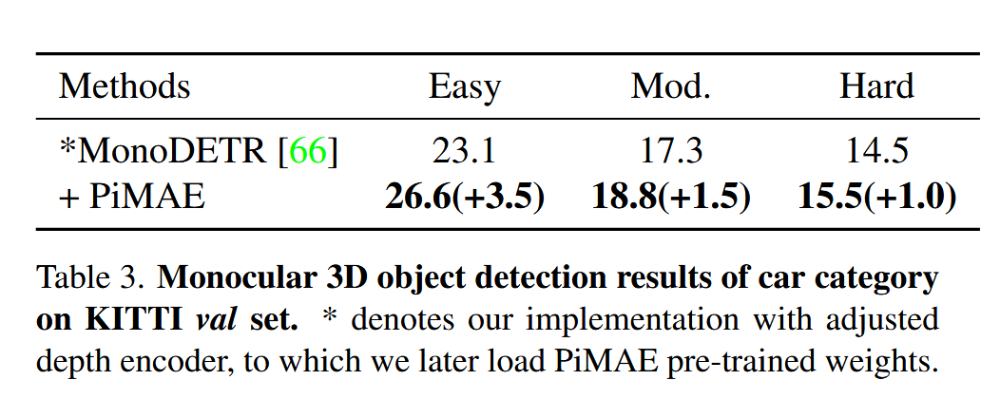 Methods Easy Mod. Hard
*MonoDETR [66] 23.1 17.3 14.5
+ PiMAE 26.6(+3.5) 18.8(+1.5) 15.5(+1.0)
Table 3. Monocular 3D object detection results of car category
on KITTI val set. * denotes our implementation with adjusted
depth encoder, to which we later load PiMAE pre-trained weights.